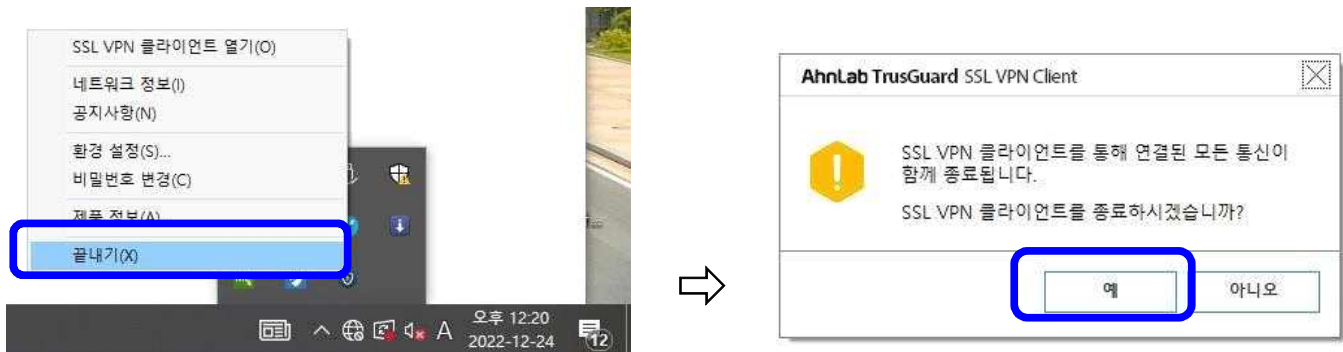 SSL VPN 클라이언트 열기(O)
네트워크 정보(I)
공지사항(N)
환경 설정(S)...
비밀번호 변경(C)
제품 정보(A)...
끝내기(X)
A
오후 12:20
2022-12-24
12
AhnLab TrusGuard SSL VPN Client
SSL VPN 클라이언트를 통해 연결된 모든 통신이
함께 종료됩니다.
SSL VPN 클라이언트를 종료하시겠습니까?
예
아니오